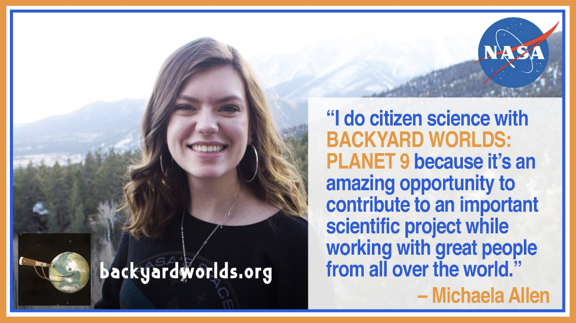 NASA
“I do citizen science with
BACKYARD WORLDS:
PLANET 9 because it’s an
amazing opportunity to
contribute to an important
scientific project while
working with great people
from all over the world.”
– Michaela Allen
backyardworlds.org